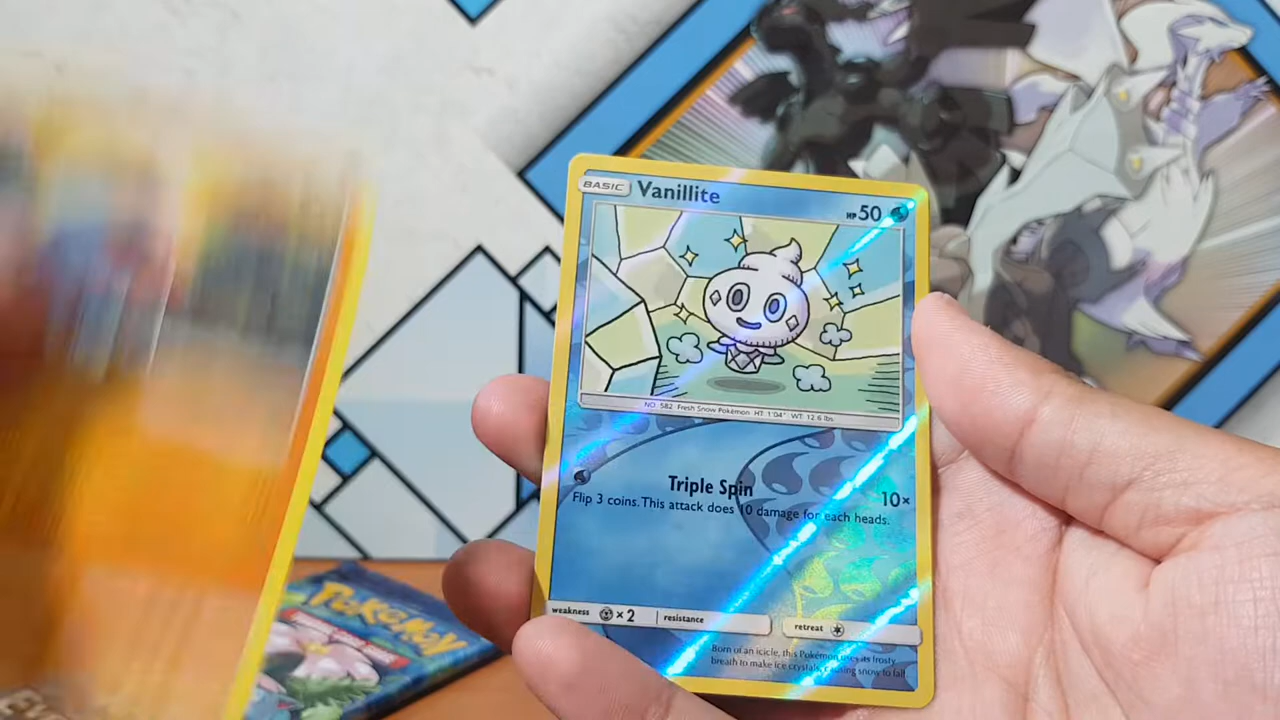 BASIC Vanillite HP 50
NO. 582 Fresh Snow Pokémon HT: 1'04" WT: 12.6 lbs.
Triple Spin 10×
Flip 3 coins. This attack does 10 damage for each heads.
weakness ×2 resistance retreat
Born of an icicle, this Pokémon uses its frosty
breath to make ice crystals, causing snow to fall.
POKéMON